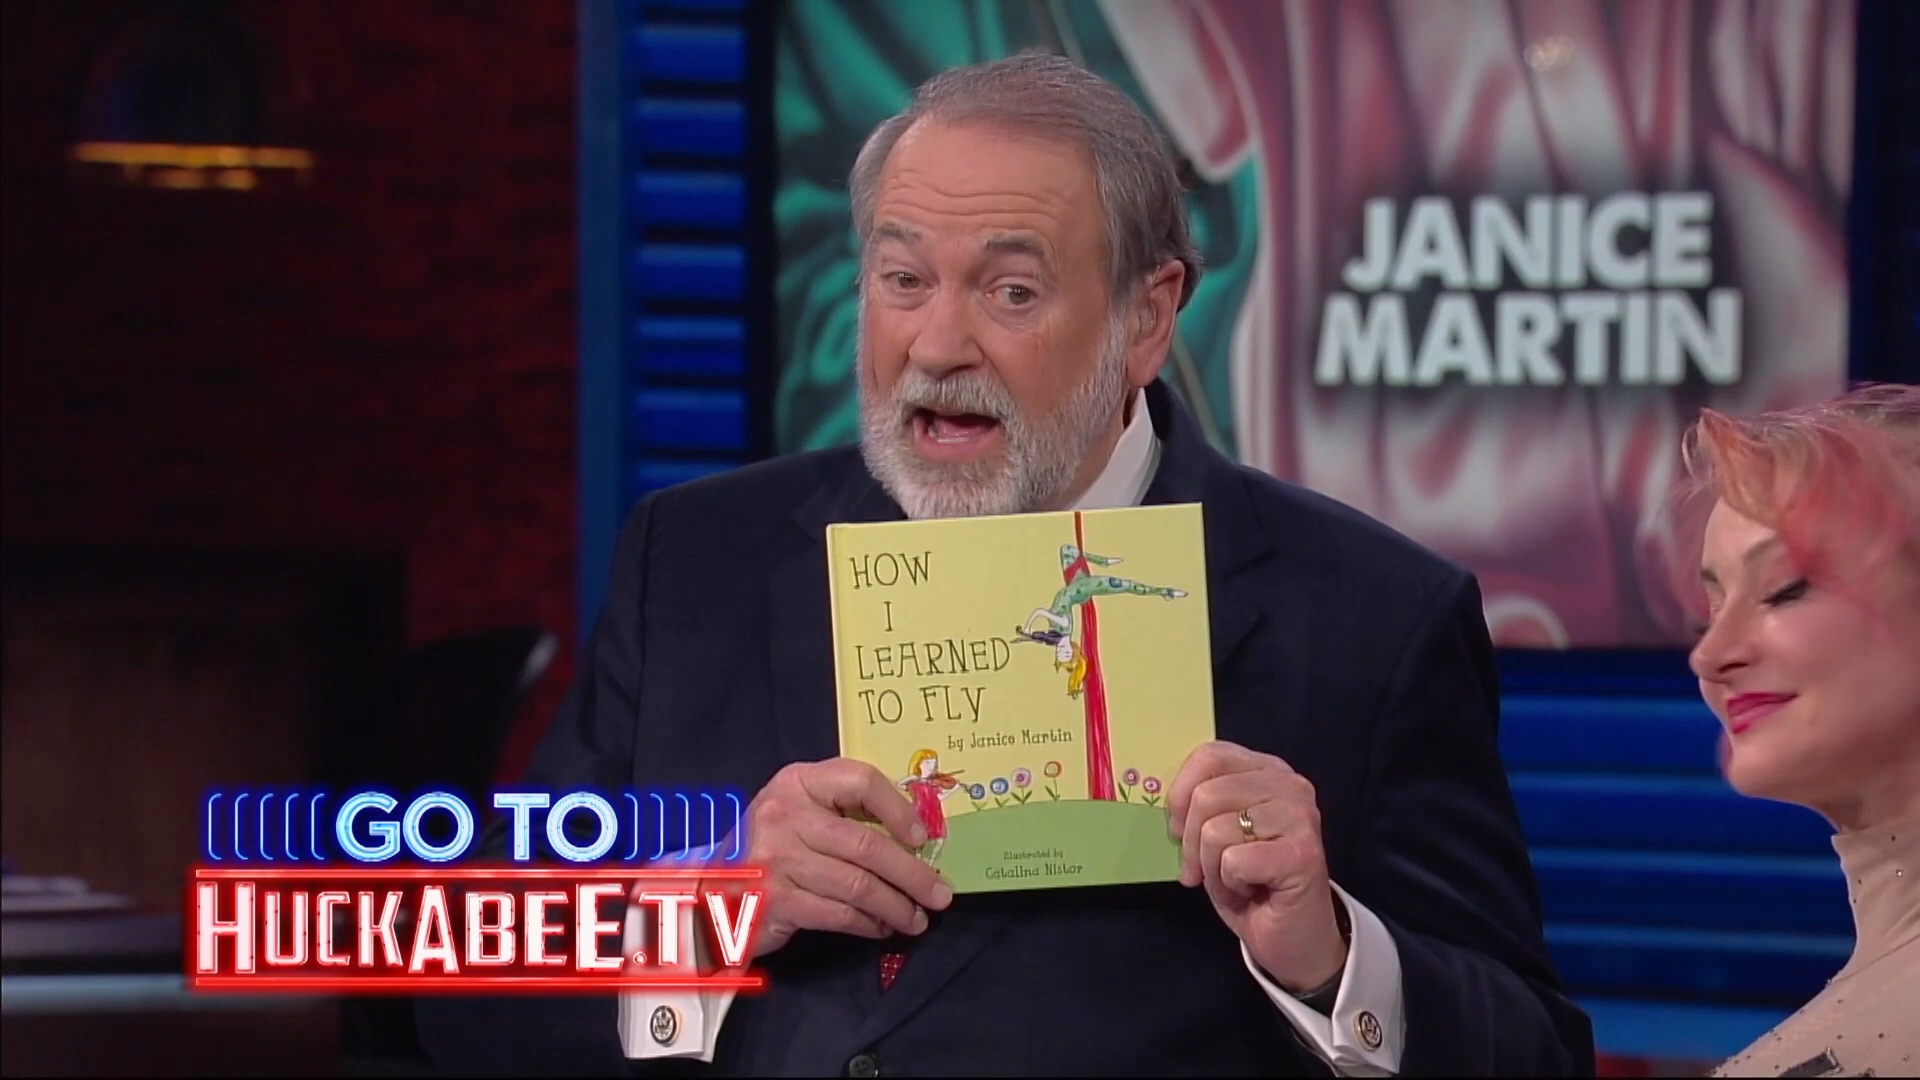 JANICE
MARTIN
HOW
I
LEARNED
TO FLY
by Janice Martin
Illustrated by
Catalina Nistor
GO TO
HUCKABEE.TV